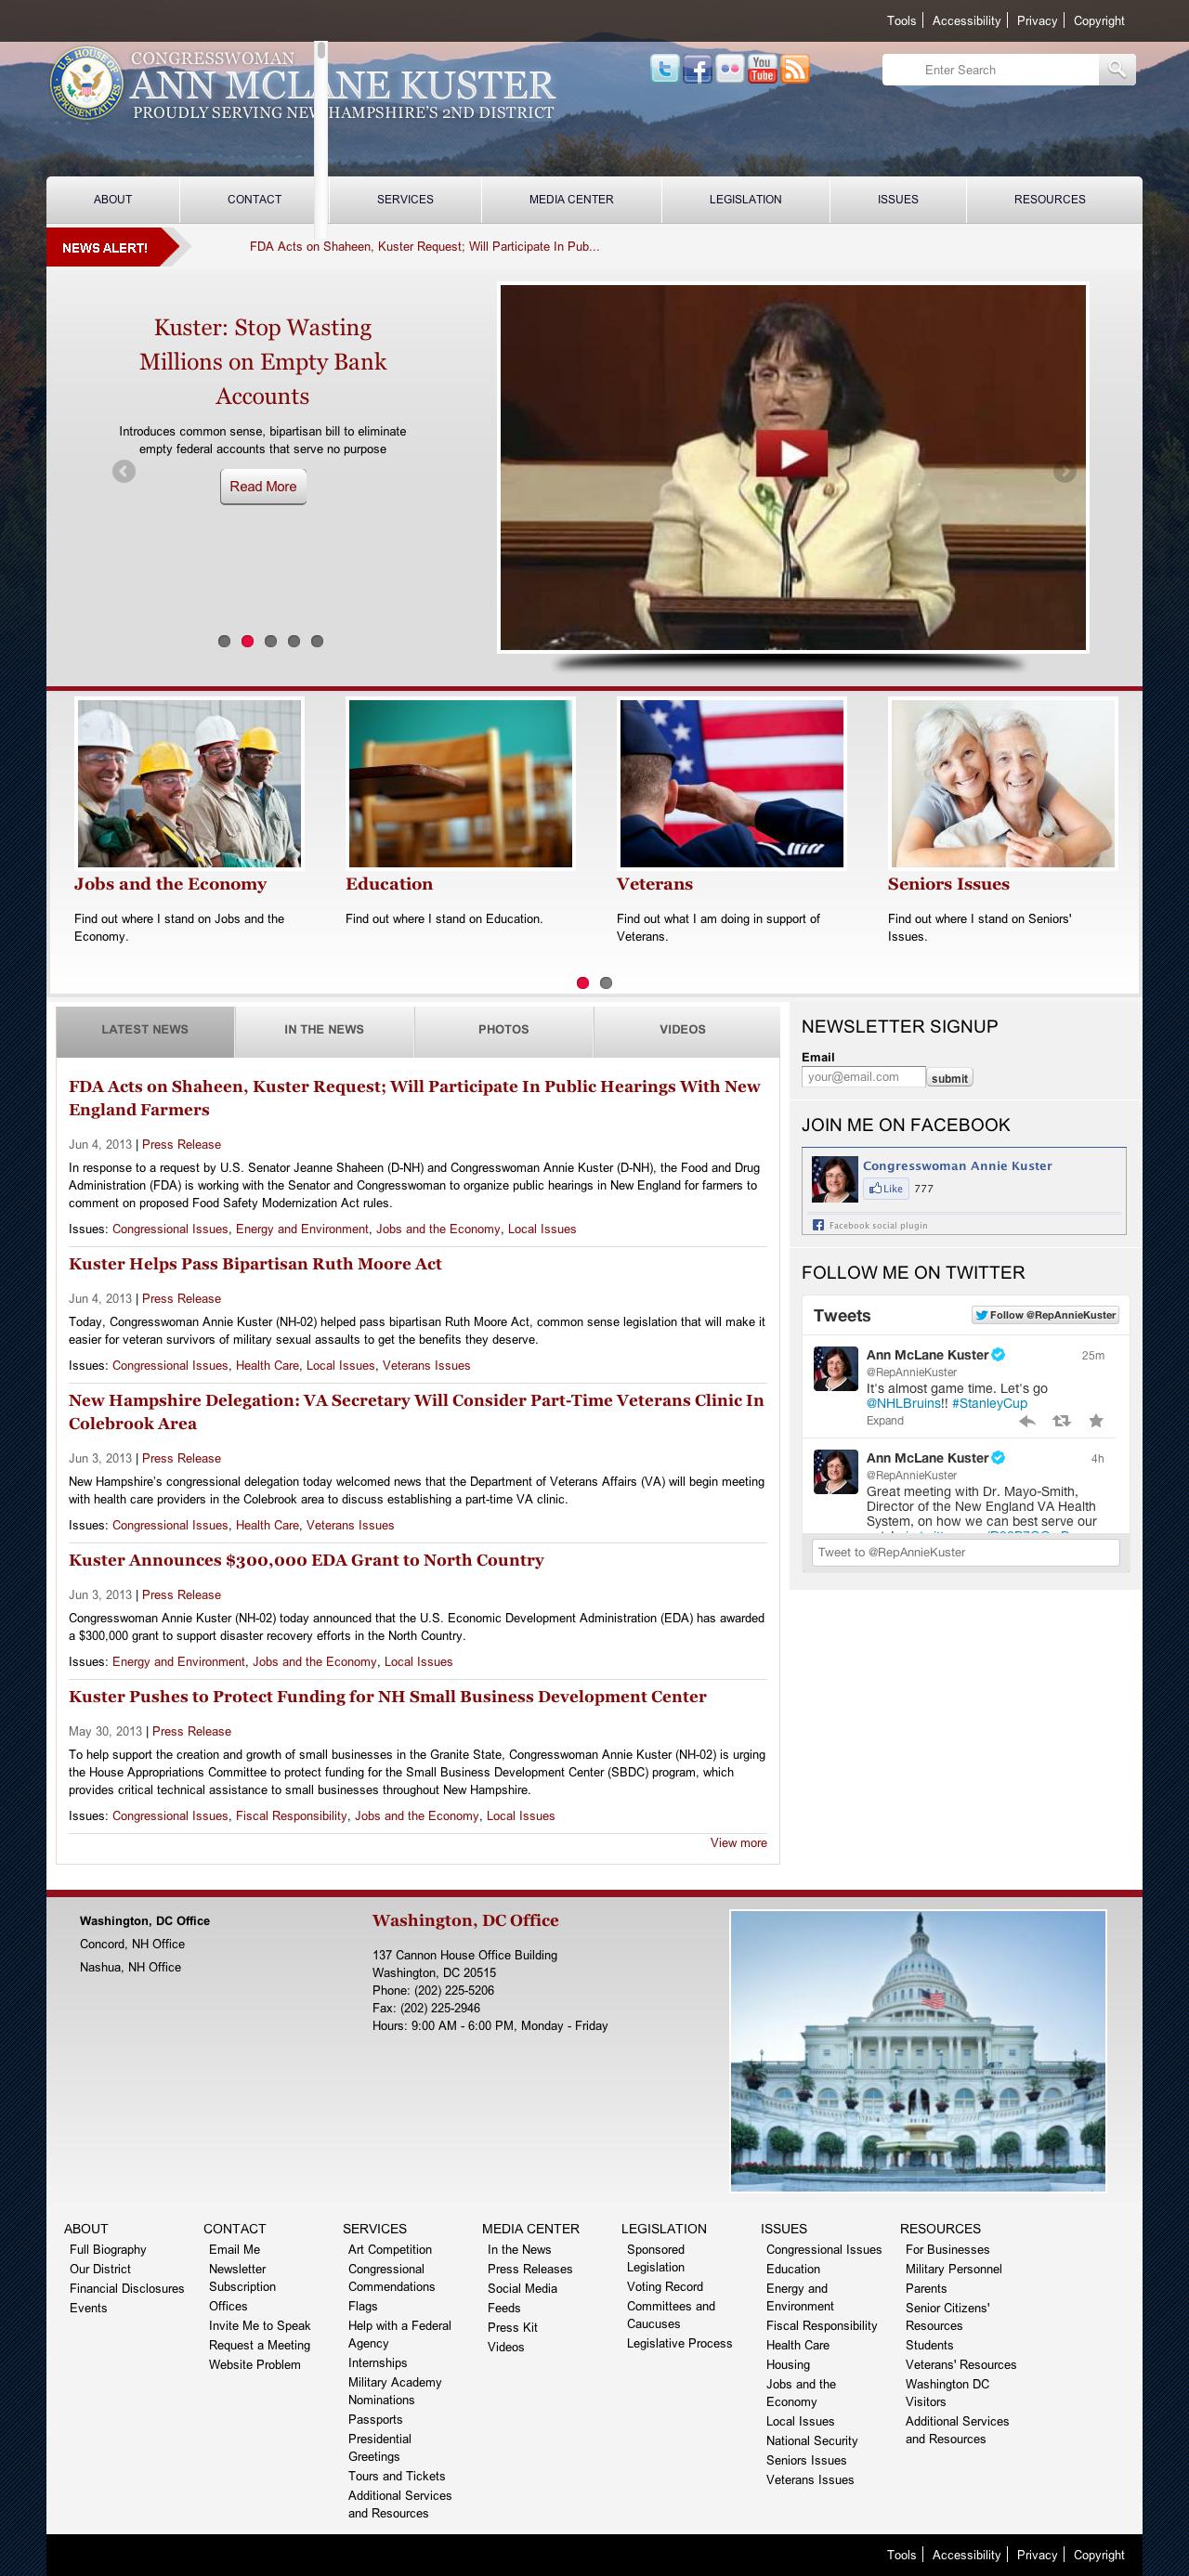 Tools
Accessibility
Privacy
Copyright
U.S. HOUSE OF REPRESENTATIVES
CONGRESSWOMAN
ANN MCLANE KUSTER
PROUDLY SERVING NEW HAMPSHIRE'S 2ND DISTRICT
You
Tube
Enter Search
ABOUT
CONTACT
SERVICES
MEDIA CENTER
LEGISLATION
ISSUES
RESOURCES
NEWS ALERT!
FDA Acts on Shaheen, Kuster Request; Will Participate In Pub...
Kuster: Stop Wasting
Millions on Empty Bank
Accounts
Introduces common sense, bipartisan bill to eliminate
empty federal accounts that serve no purpose
Read More
Jobs and the Economy
Find out where I stand on Jobs and the
Economy.
Education
Find out where I stand on Education.
Veterans
Find out what I am doing in support of
Veterans.
Seniors Issues
Find out where I stand on Seniors'
Issues.
LATEST NEWS
IN THE NEWS
PHOTOS
VIDEOS
FDA Acts on Shaheen, Kuster Request; Will Participate In Public Hearings With New
England Farmers
Jun 4, 2013 | Press Release
In response to a request by U.S. Senator Jeanne Shaheen (D-NH) and Congresswoman Annie Kuster (D-NH), the Food and Drug
Administration (FDA) is working with the Senator and Congresswoman to organize public hearings in New England for farmers to
comment on proposed Food Safety Modernization Act rules.
Issues: Congressional Issues, Energy and Environment, Jobs and the Economy, Local Issues
Kuster Helps Pass Bipartisan Ruth Moore Act
Jun 4, 2013 | Press Release
Today, Congresswoman Annie Kuster (NH-02) helped pass bipartisan Ruth Moore Act, common sense legislation that will make it
easier for veteran survivors of military sexual assaults to get the benefits they deserve.
Issues: Congressional Issues, Health Care, Local Issues, Veterans Issues
New Hampshire Delegation: VA Secretary Will Consider Part-Time Veterans Clinic In
Colebrook Area
Jun 3, 2013 | Press Release
New Hampshire's congressional delegation today welcomed news that the Department of Veterans Affairs (VA) will begin meeting
with health care providers in the Colebrook area to discuss establishing a part-time VA clinic.
Issues: Congressional Issues, Health Care, Veterans Issues
Kuster Announces $300,000 EDA Grant to North Country
Jun 3, 2013 | Press Release
Congresswoman Annie Kuster (NH-02) today announced that the U.S. Economic Development Administration (EDA) has awarded
a $300,000 grant to support disaster recovery efforts in the North Country.
Issues: Energy and Environment, Jobs and the Economy, Local Issues
Kuster Pushes to Protect Funding for NH Small Business Development Center
May 30, 2013 | Press Release
To help support the creation and growth of small businesses in the Granite State, Congresswoman Annie Kuster (NH-02) is urging
the House Appropriations Committee to protect funding for the Small Business Development Center (SBDC) program, which
provides critical technical assistance to small businesses throughout New Hampshire.
Issues: Congressional Issues, Fiscal Responsibility, Jobs and the Economy, Local Issues
View more
NEWSLETTER SIGNUP
Email
your@email.com
submit
JOIN ME ON FACEBOOK
Congresswoman Annie Kuster
Like 777
Facebook social plugin
FOLLOW ME ON TWITTER
Tweets
Follow @RepAnnieKuster
Ann McLane Kuster 25m
@RepAnnieKuster
It's almost game time. Let's go
@NHLBruins!! #StanleyCup
Expand
Ann McLane Kuster 4h
@RepAnnieKuster
Great meeting with Dr. Mayo-Smith,
Director of the New England VA Health
System, on how we can best serve our
Tweet to @RepAnnieKuster
Washington, DC Office
Concord, NH Office
Nashua, NH Office
Washington, DC Office
137 Cannon House Office Building
Washington, DC 20515
Phone: (202) 225-5206
Fax: (202) 225-2946
Hours: 9:00 AM - 6:00 PM, Monday - Friday
ABOUT
Full Biography
Our District
Financial Disclosures
Events
CONTACT
Email Me
Newsletter
Subscription
Offices
Invite Me to Speak
Request a Meeting
Website Problem
SERVICES
Art Competition
Congressional
Commendations
Flags
Help with a Federal
Agency
Internships
Military Academy
Nominations
Passports
Presidential
Greetings
Tours and Tickets
Additional Services
and Resources
MEDIA CENTER
In the News
Press Releases
Social Media
Feeds
Press Kit
Videos
LEGISLATION
Sponsored
Legislation
Voting Record
Committees and
Caucuses
Legislative Process
ISSUES
Congressional Issues
Education
Energy and
Environment
Fiscal Responsibility
Health Care
Housing
Jobs and the
Economy
Local Issues
National Security
Seniors Issues
Veterans Issues
RESOURCES
For Businesses
Military Personnel
Parents
Senior Citizens'
Resources
Students
Veterans' Resources
Washington DC
Visitors
Additional Services
and Resources
Tools
Accessibility
Privacy
Copyright